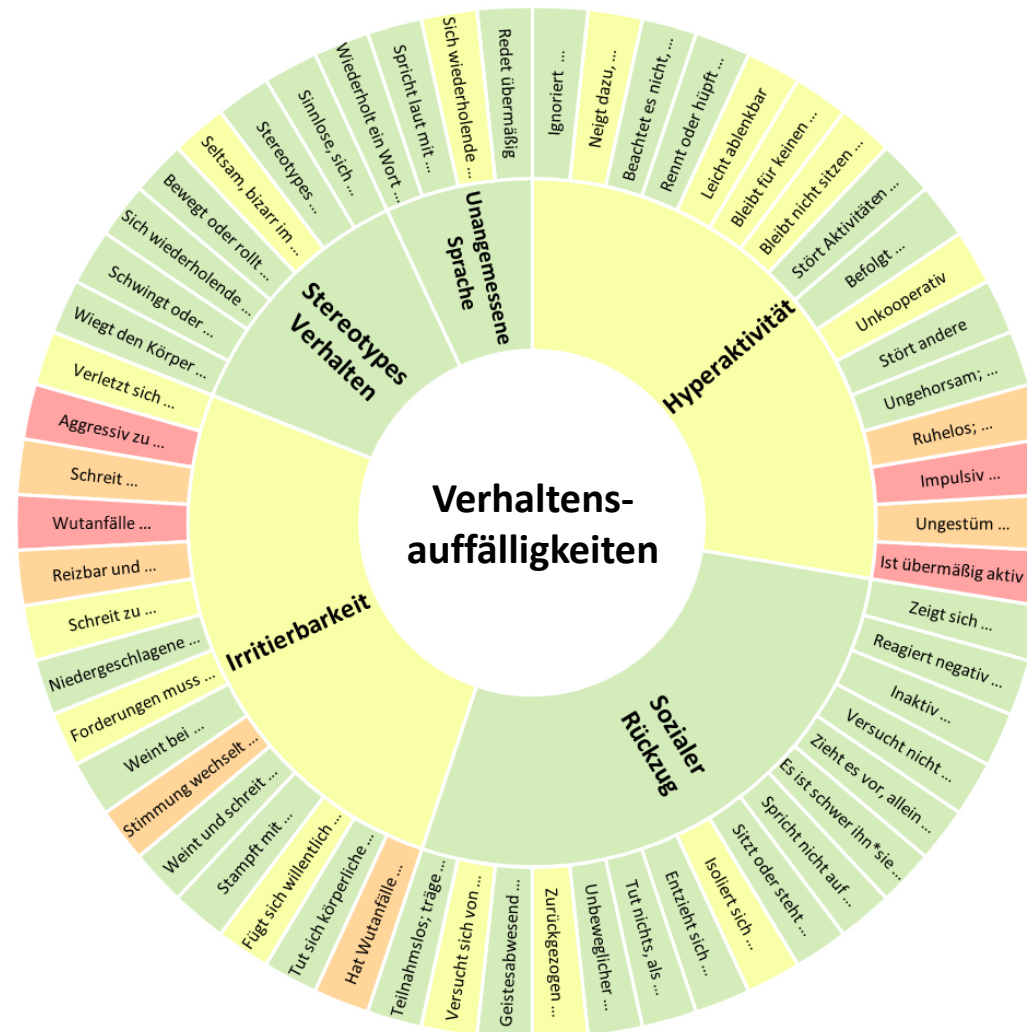 Verhaltens-
auffälligkeiten
Hyperaktivität
Sozialer
Rückzug
Irritierbarkeit
Stereotypes
Verhalten
Unangemessene
Sprache
Ignoriert ...
Neigt dazu, ...
Beachtet es nicht, ...
Rennt oder hüpft ...
Leicht ablenkbar
Bleibt für keinen ...
Bleibt nicht sitzen ...
Stört Aktivitäten ...
Befolgt ...
Unkooperativ
Stört andere
Ungehorsam; ...
Ruhelos; ...
Impulsiv ...
Ungestüm ...
Ist übermäßig aktiv
Zeigt sich ...
Reagiert negativ ...
Inaktiv ...
Versucht nicht ...
Zieht es vor, allein ...
Es ist schwer ihn*sie ...
Spricht nicht auf ...
Sitzt oder steht ...
Isoliert sich ...
Entzieht sich ...
Tut nichts, als ...
Unbeweglicher ...
Zurückgezogen ...
Geistesabwesend ...
Versucht sich von ...
Teilnahmslos; träge ...
Hat Wutanfälle ...
Tut sich körperliche ...
Fügt sich willentlich ...
Stampft mit ...
Weint und schreit ...
Stimmung wechselt ...
Weint bei ...
Forderungen muss ...
Niedergeschlagene ...
Schreit zu ...
Reizbar und ...
Wutanfälle ...
Schreit ...
Aggressiv zu ...
Verletzt sich ...
Wiegt den Körper ...
Schwingt oder ...
Sich wiederholende ...
Bewegt oder rollt ...
Seltsam, bizarr im ...
Stereotypes ...
Sinnlose, sich ...
Wiederholt ein Wort ...
Spricht laut mit ...
Sich wiederholende ...
Redet übermäßig